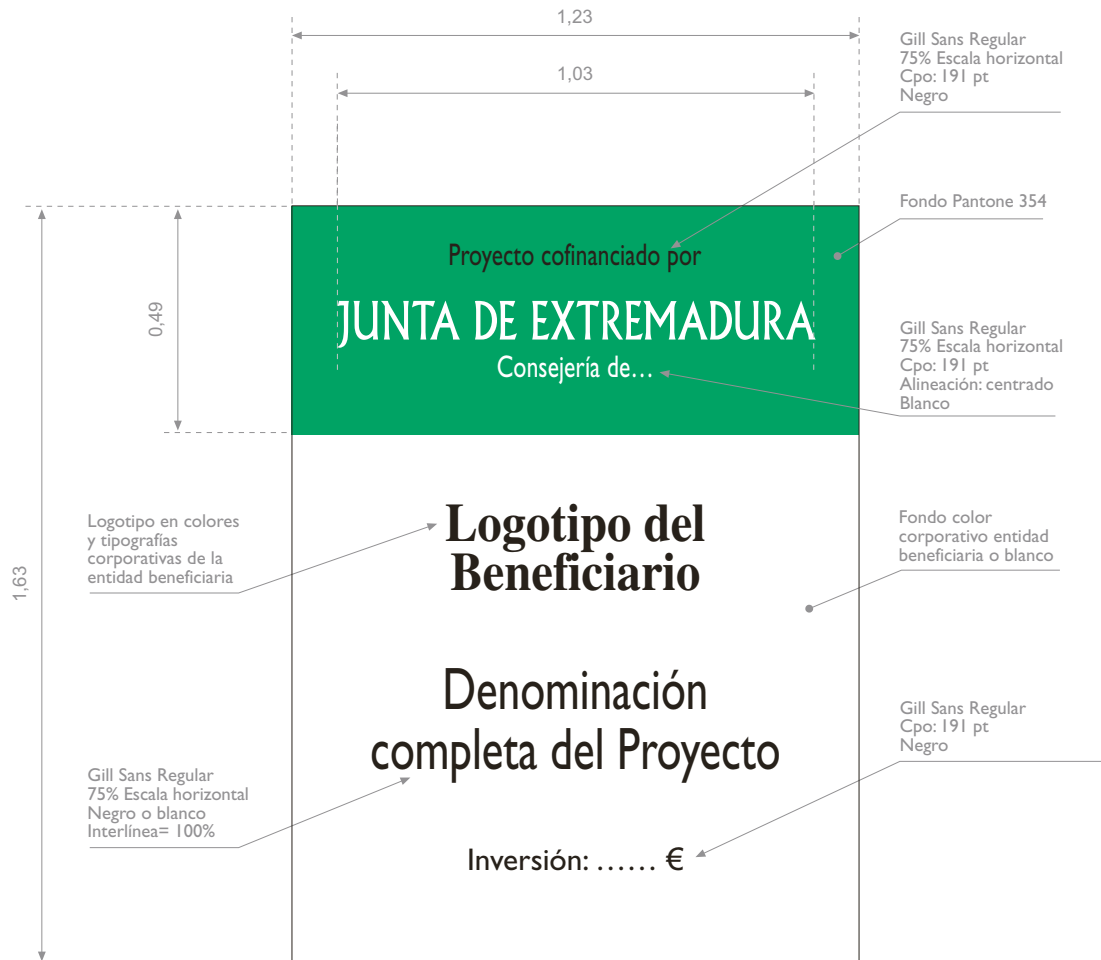 1,23
1,03
Gill Sans Regular
75% Escala horizontal
Cpo: 191 pt
Negro
Fondo Pantone 354
0,49
Proyecto cofinanciado por
JUNTA DE EXTREMADURA
Consejería de...
Gill Sans Regular
75% Escala horizontal
Cpo: 191 pt
Alineación: centrado
Blanco
1,63
Logotipo en colores
y tipografías
corporativas de la
entidad beneficiaria
Logotipo del
Beneficiario
Fondo color
corporativo entidad
beneficiaria o blanco
Denominación
completa del Proyecto
Gill Sans Regular
Cpo: 191 pt
Negro
Gill Sans Regular
75% Escala horizontal
Negro o blanco
Interlínea= 100%
Inversión: ...... €